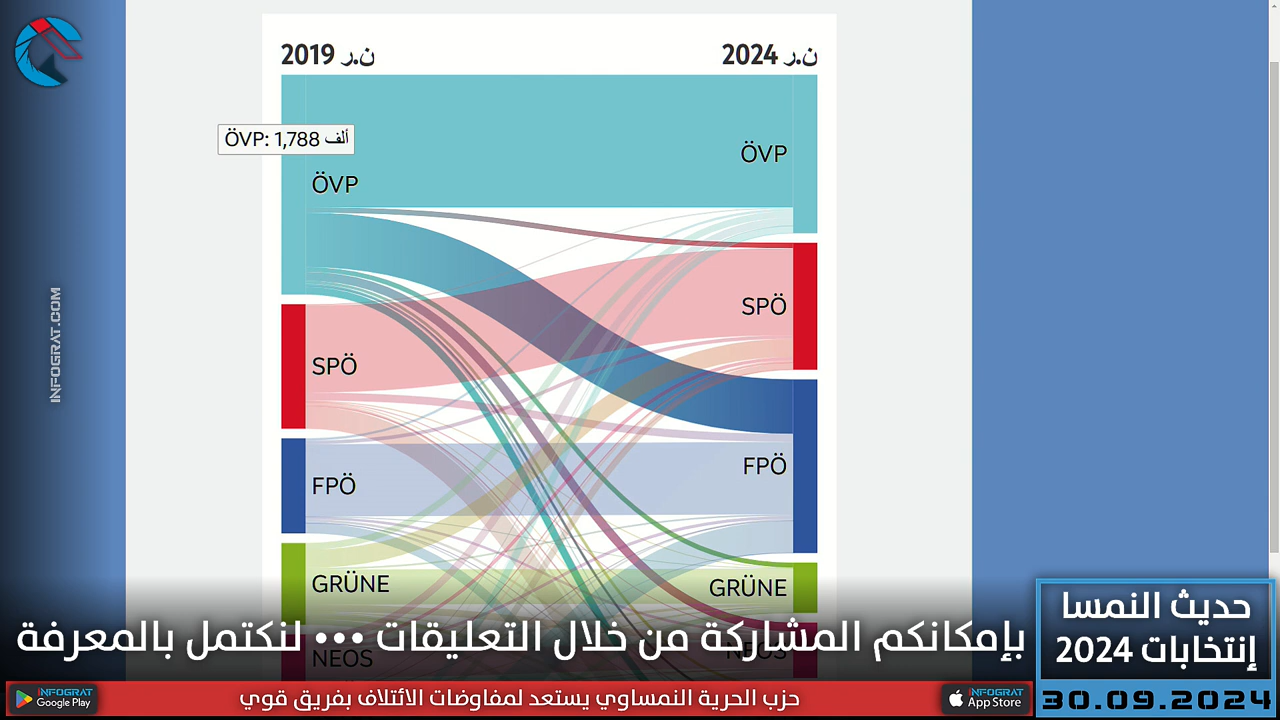 2019 ن.ر
2024 ن.ر
ÖVP: 1,788 ألف
ÖVP
ÖVP
SPÖ
SPÖ
FPÖ
FPÖ
GRÜNE
GRÜNE
NEOS
NEOS
INFOGRAT.COM
بإمكانكم المشاركة من خلال التعليقات ••• لنكتمل بالمعرفة
حديث النمسا
إنتخابات 2024
30.09.2024
INFOGRAT
Google Play
حزب الحرية النمساوي يستعد لمفاوضات الائتلاف بفريق قوي
INFOGRAT
App Store